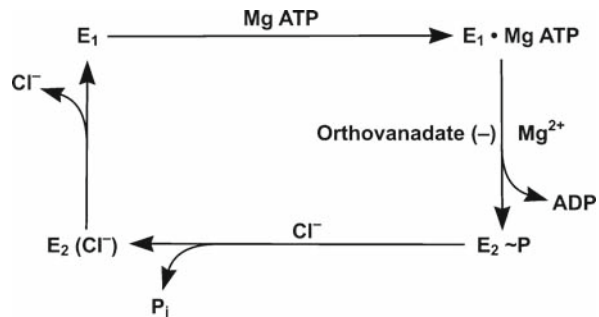 Mg ATP
E₁
E₁ • Mg ATP
Cl⁻
Orthovanadate (–) Mg²⁺
ADP
Cl⁻
E₂ (Cl⁻)
E₂ ~P
Pᵢ